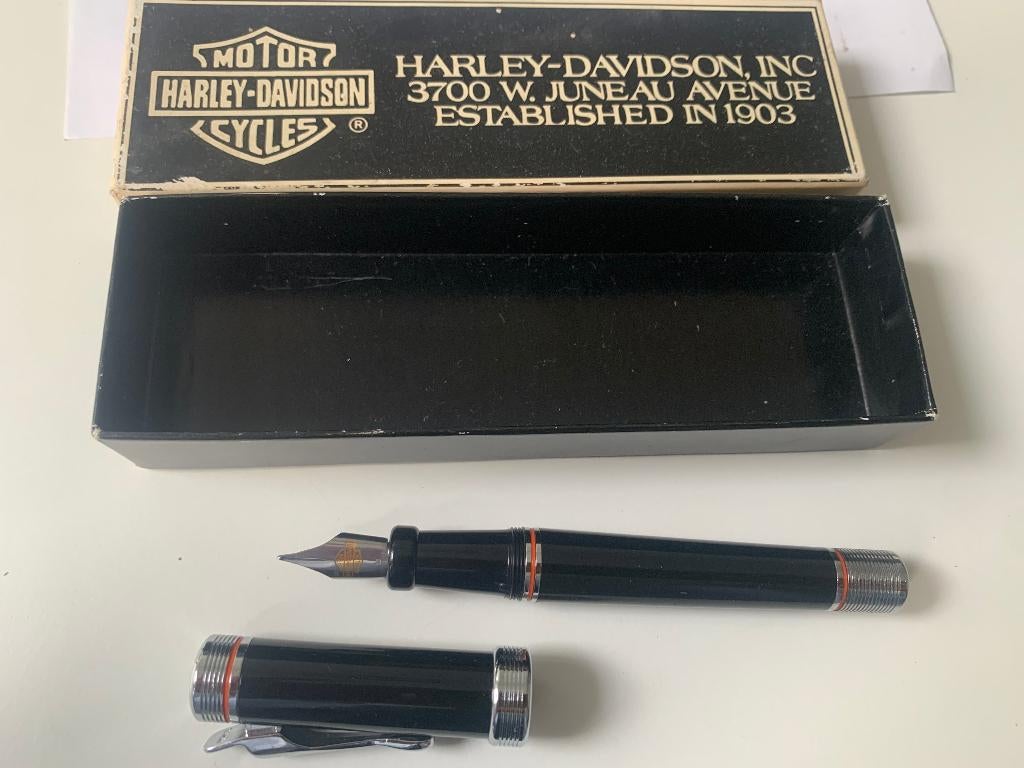 MOTOR
HARLEY-DAVIDSON
CYCLES
®
HARLEY-DAVIDSON, INC
3700 W. JUNEAU AVENUE
ESTABLISHED IN 1903